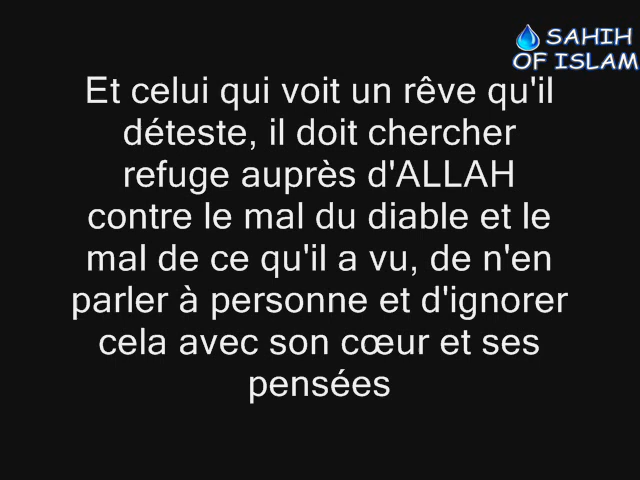 SAHIH
OF ISLAM
Et celui qui voit un rêve qu'il
déteste, il doit chercher
refuge auprès d'ALLAH
contre le mal du diable et le
mal de ce qu'il a vu, de n'en
parler à personne et d'ignorer
cela avec son cœur et ses
pensées